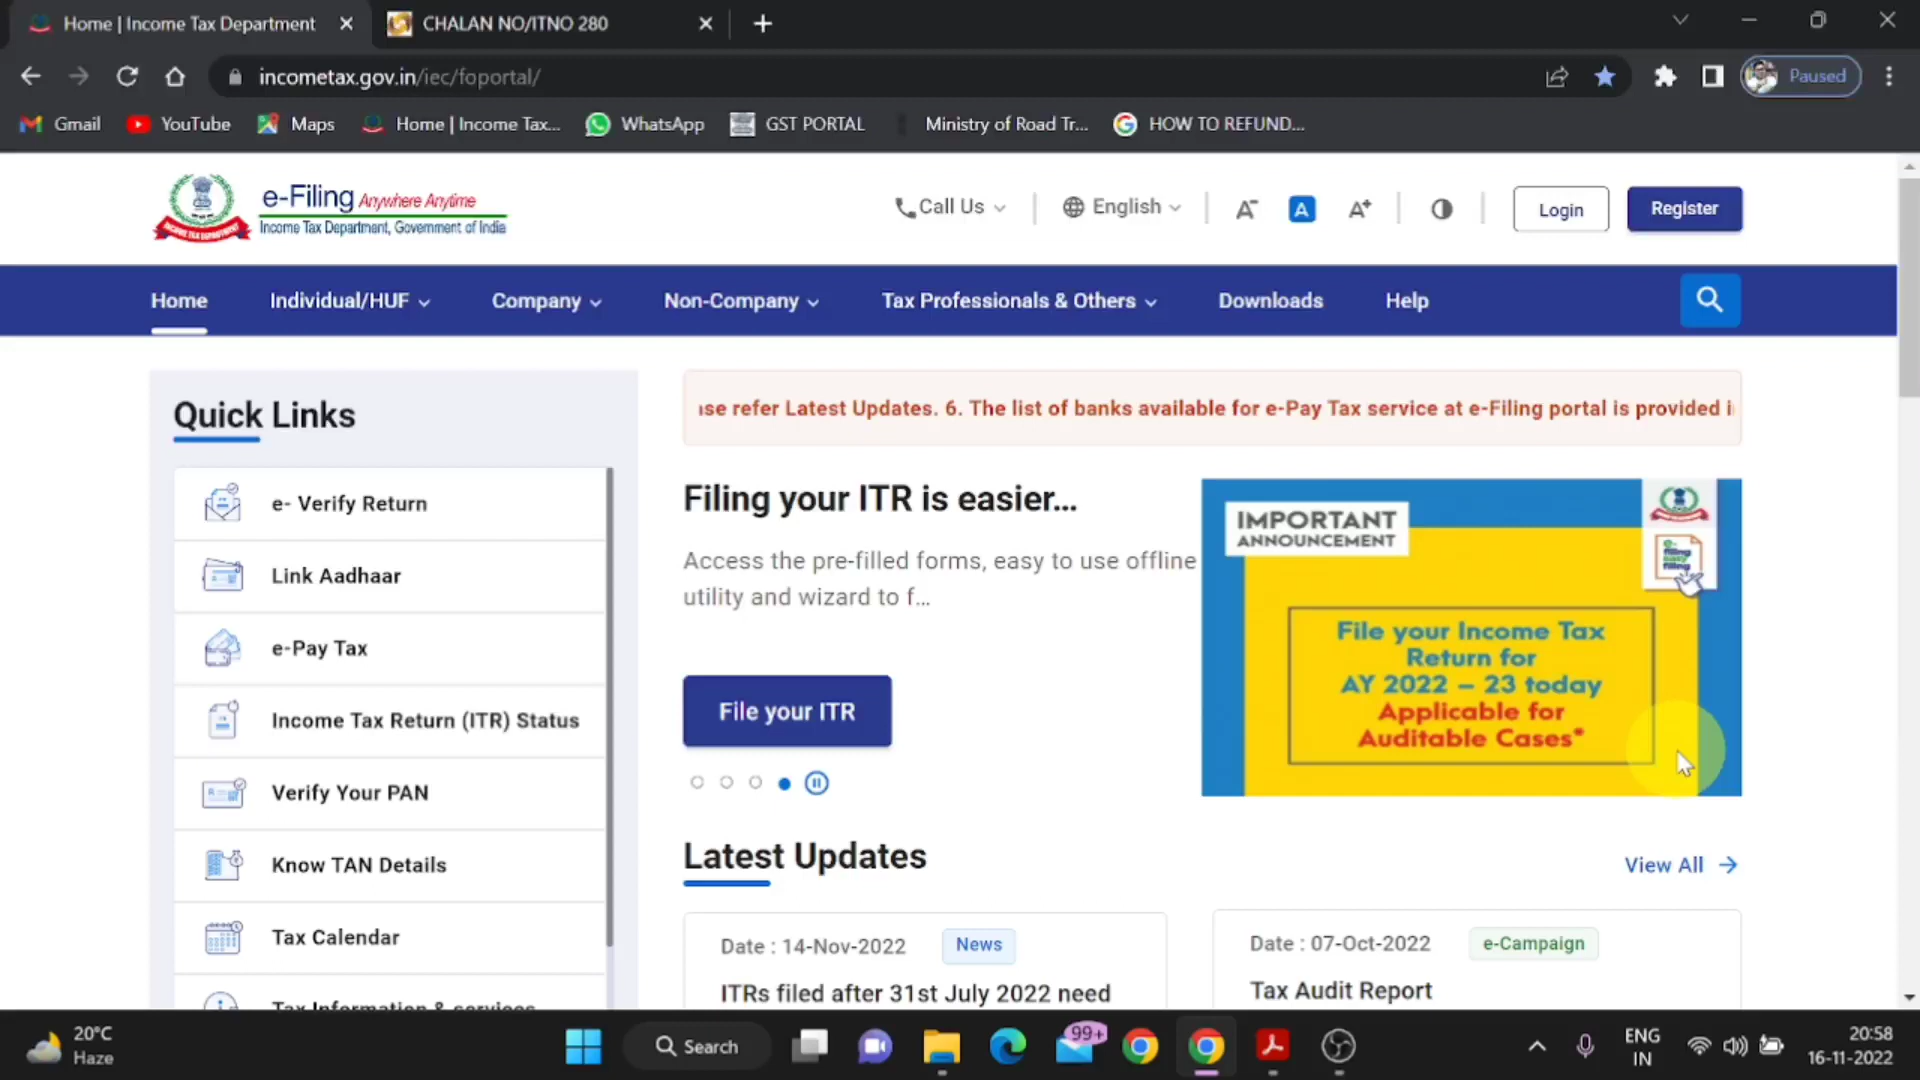 Home | Income Tax Department
CHALAN NO/ITNO 280
incometax.gov.in/iec/foportal/
Paused
Gmail
YouTube
Maps
Home | Income Tax...
WhatsApp
GST PORTAL
Ministry of Road Tr...
HOW TO REFUND...
e-Filing Anywhere Anytime
Income Tax Department, Government of India
INCOME TAX DEPARTMENT
Call Us
English
A-
A
A+
Login
Register
Home
Individual/HUF
Company
Non-Company
Tax Professionals & Others
Downloads
Help
Quick Links
e- Verify Return
Link Aadhaar
e-Pay Tax
Income Tax Return (ITR) Status
Verify Your PAN
Know TAN Details
Tax Calendar
Tax Information & services
refer Latest Updates. 6. The list of banks available for e-Pay Tax service at e-Filing portal is provided
Filing your ITR is easier...
Access the pre-filled forms, easy to use offline
utility and wizard to f...
File your ITR
IMPORTANT
ANNOUNCEMENT
File your Income Tax
Return for
AY 2022 – 23 today
Applicable for
Auditable Cases*
Latest Updates
View All
Date : 14-Nov-2022
News
ITRs filed after 31st July 2022 need
Date : 07-Oct-2022
e-Campaign
Tax Audit Report
20°C
Haze
Search
99+
ENG
IN
20:58
16-11-2022